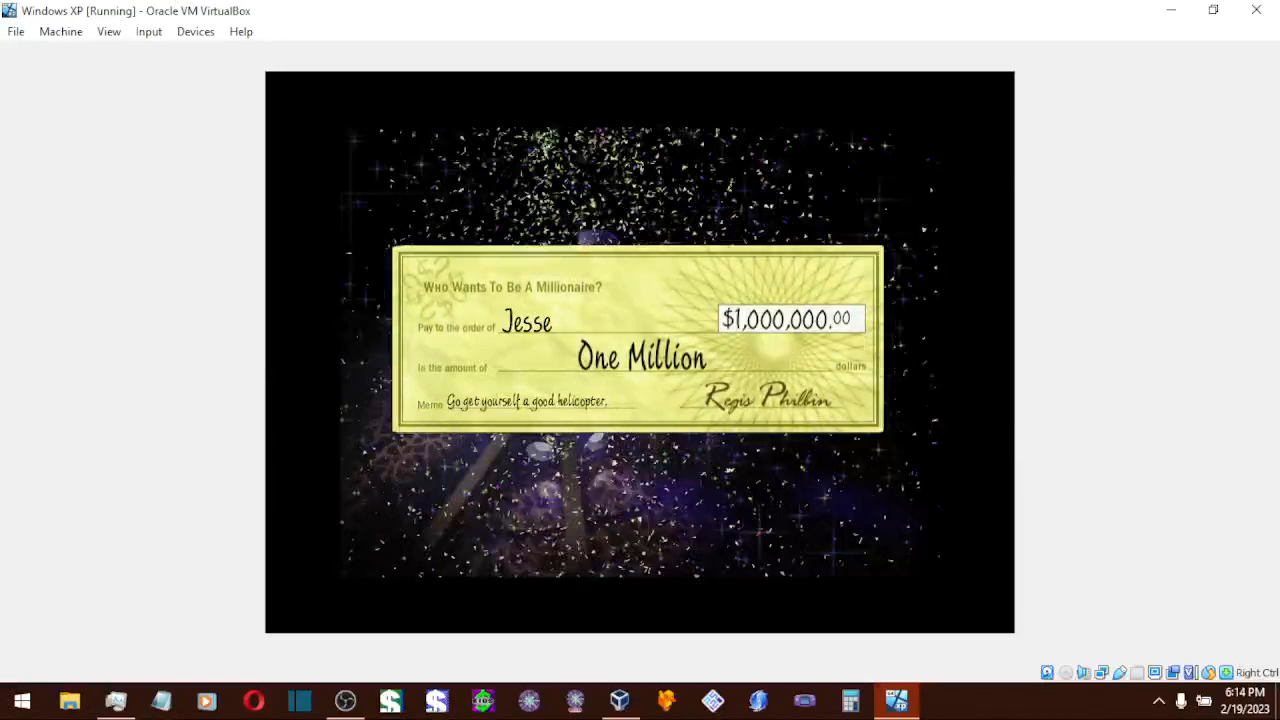 Windows XP [Running] - Oracle VM VirtualBox
File Machine View Input Devices Help
Who Wants To Be A Millionaire?
Pay to the order of Jesse $1,000,000.00
In the amount of One Million dollars
Memo Go get yourself a good helicopter. Regis Philbin
Right Ctrl
6:14 PM
2/19/2023